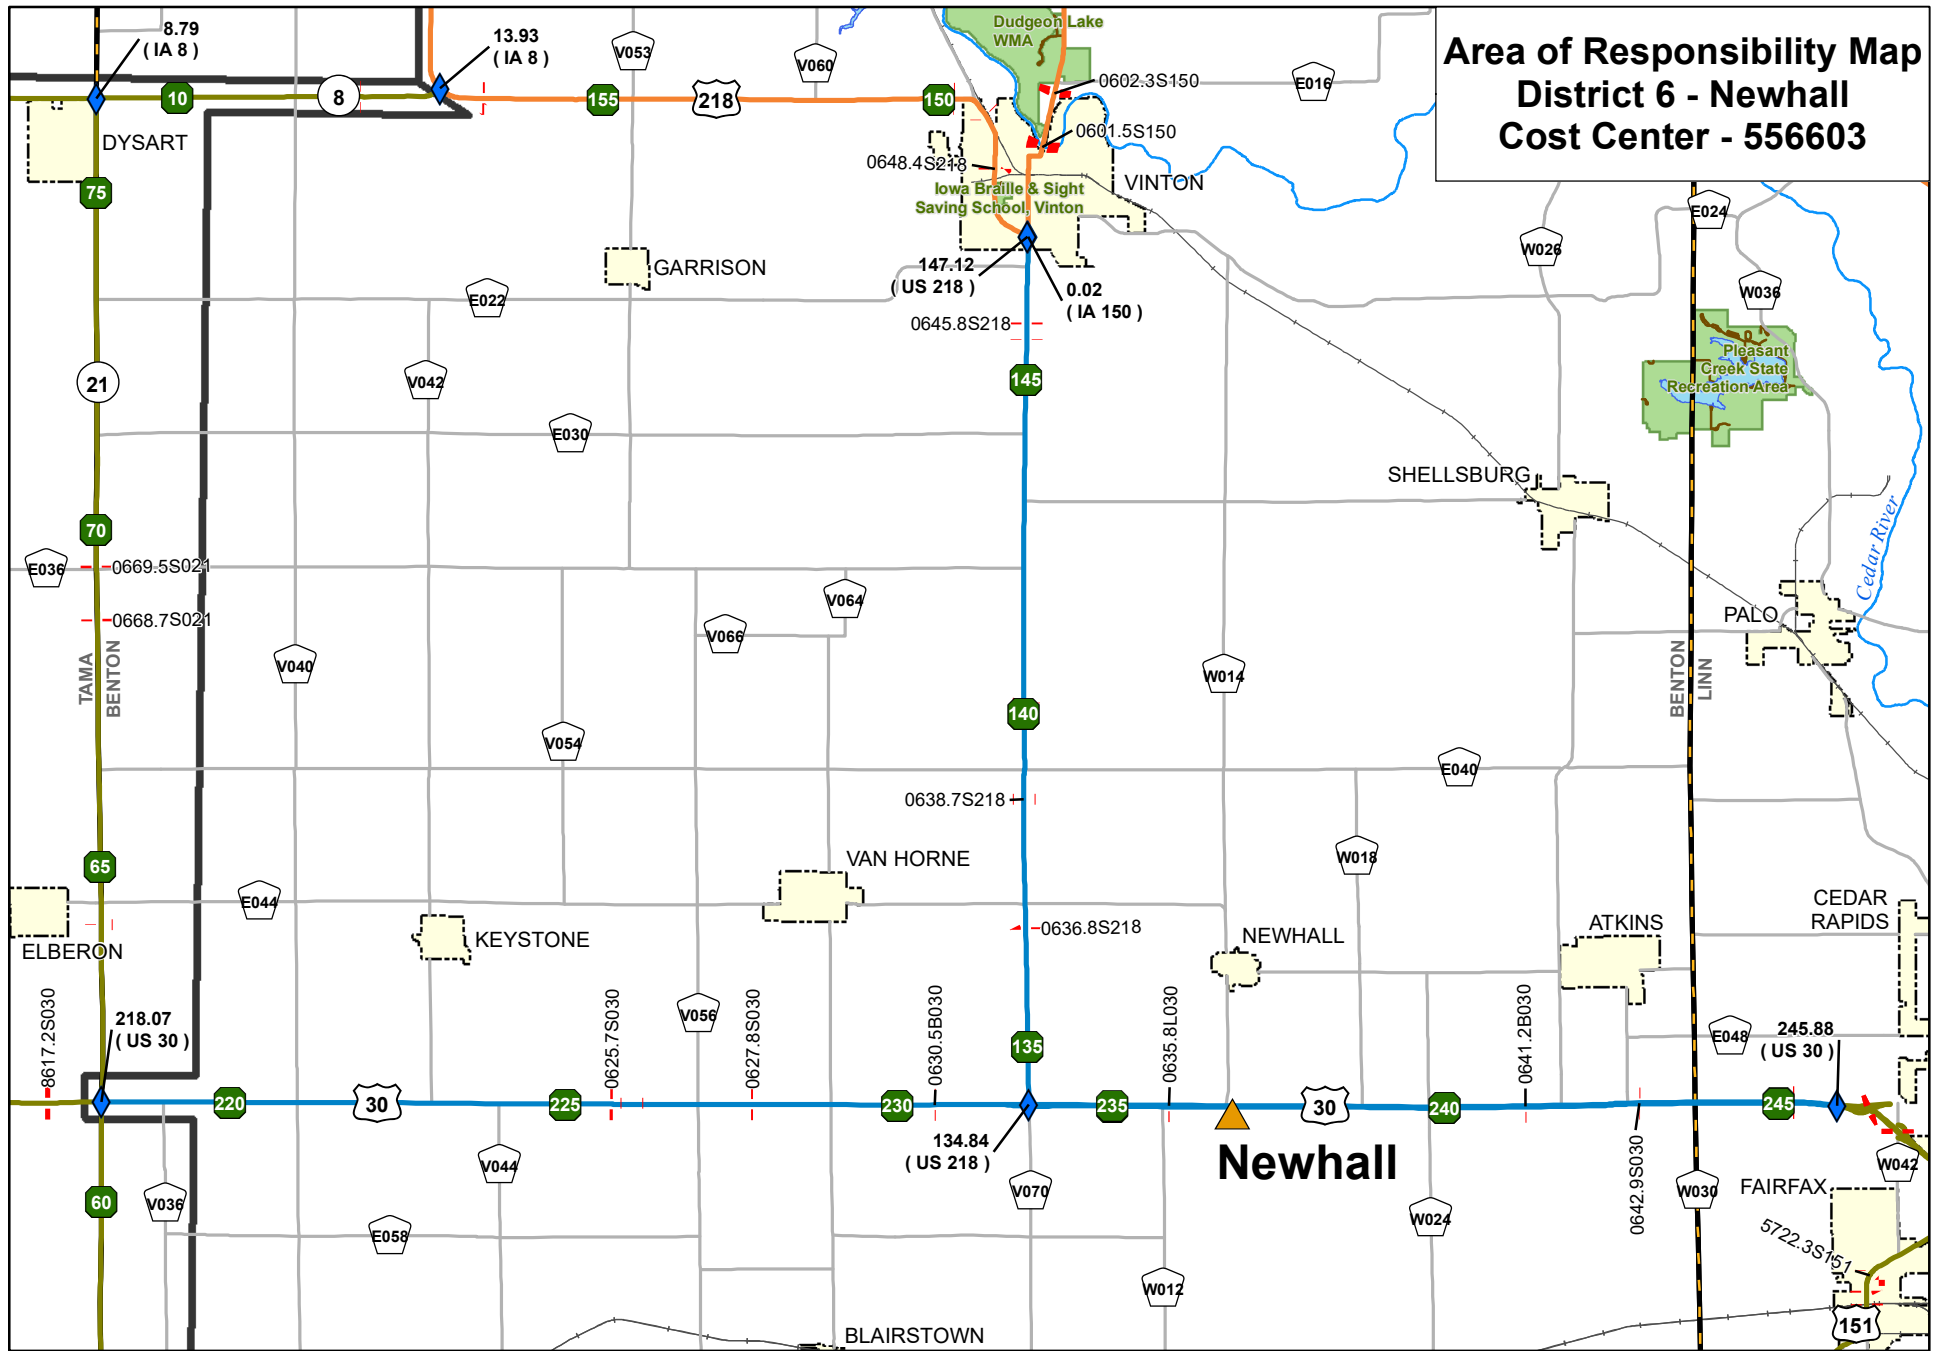 Area of Responsibility Map
District 6 - Newhall
Cost Center - 556603
8.79
( IA 8 )
13.93
( IA 8 )
V053
V060
Dudgeon Lake
WMA
0602.3S150
E016
10
8
155
218
150
DYSART
0601.5S150
0648.4S218
VINTON
Iowa Braille & Sight
Saving School, Vinton
75
E024
W026
GARRISON
147.12
( US 218 )
0.02
( IA 150 )
E022
W036
0645.8S218
Pleasant
Creek State
Recreation Area
21
V042
145
E030
SHELLSBURG
70
Cedar River
E036
0669.5S021
0668.7S021
V064
V066
PALO
TAMA
BENTON
V040
W014
BENTON
LINN
140
V054
E040
0638.7S218
65
VAN HORNE
W018
E044
CEDAR
RAPIDS
ELBERON
KEYSTONE
0636.8S218
NEWHALL
ATKINS
8617.2S030
218.07
( US 30 )
0625.7S030
V056
0627.8S030
0630.5B030
135
0635.8L030
0641.2B030
E048
245.88
( US 30 )
220
30
225
230
235
30
240
245
134.84
( US 218 )
Newhall
0642.9S030
V044
W042
60
V036
V070
W030
FAIRFAX
E058
W024
5722.3S151
W012
BLAIRSTOWN
151